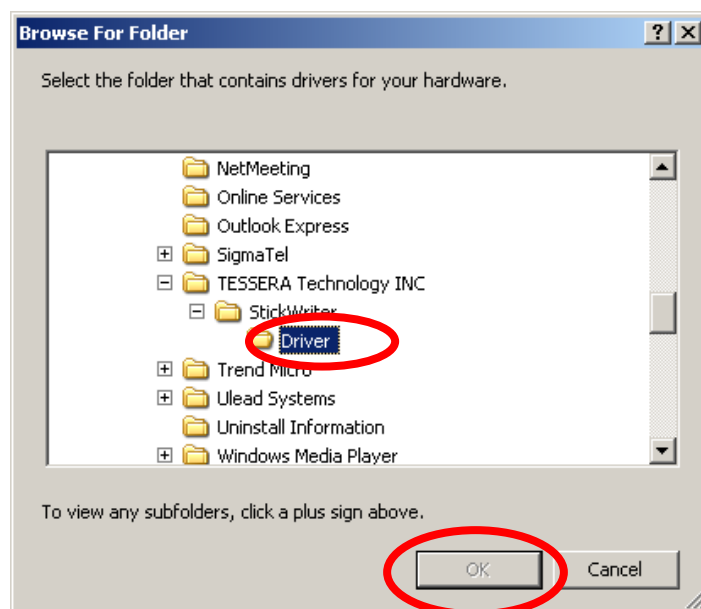 Browse For Folder
Select the folder that contains drivers for your hardware.
NetMeeting
Online Services
Outlook Express
SigmaTel
TESSERA Technology INC
StickWriter
Driver
Trend Micro
Ulead Systems
Uninstall Information
Windows Media Player
To view any subfolders, click a plus sign above.
OK Cancel